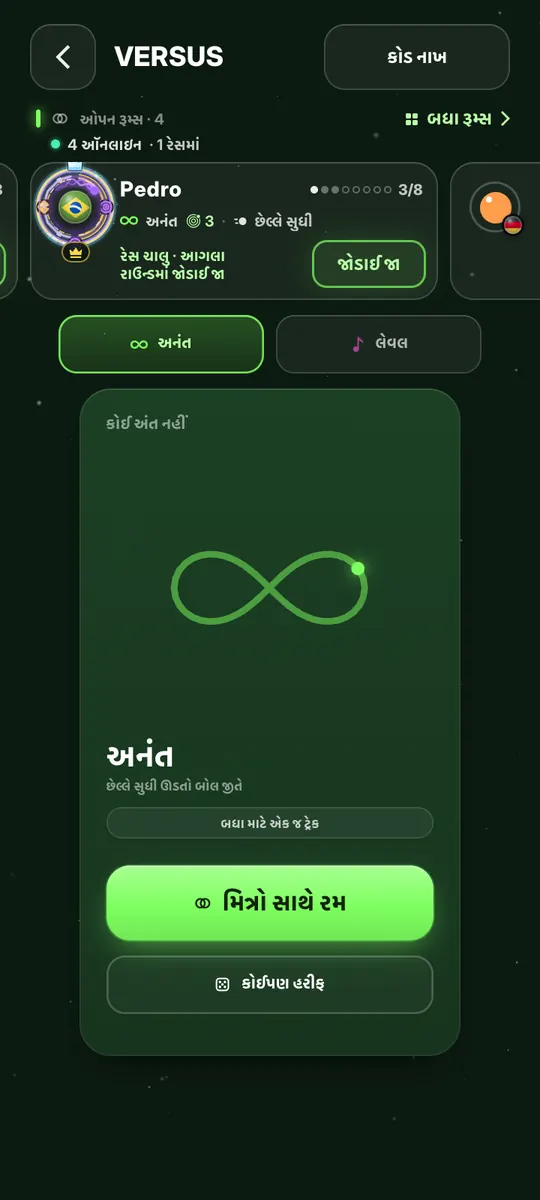 VERSUS
કોડ નાખ
ઓપન રૂમ્સ · 4
બધા રૂમ્સ
4 ઑનલાઇન · 1 રેસમાં
Pedro
3/8
અનંત 3 · છેલ્લે સુધી
રેસ ચાલુ · આગલા
રાઉન્ડમાં જોડાઈ જા
જોડાઈ જા
અનંત
લેવલ
કોઈ અંત નહીં
અનંત
છેલ્લે સુધી ઊડતો બોલ જીતે
બધા માટે એક જ ટ્રેક
મિત્રો સાથે રમ
કોઈપણ હરીફ